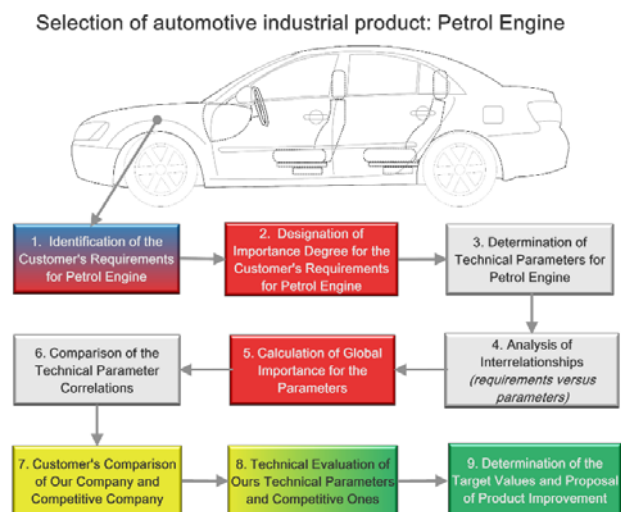 Selection of automotive industrial product: Petrol Engine
1. Identification of the
Customer's Requirements
for Petrol Engine
2. Designation of
Importance Degree for the
Customer's Requirements
for Petrol Engine
3. Determination of
Technical Parameters for
Petrol Engine
4. Analysis of
Interrelationships
(requirements versus
parameters)
5. Calculation of Global
Importance for the
Parameters
6. Comparison of the
Technical Parameter
Correlations
7. Customer's Comparison
of Our Company and
Competitive Company
8. Technical Evaluation of
Ours Technical Parameters
and Competitive Ones
9. Determination of the
Target Values and Proposal
of Product Improvement